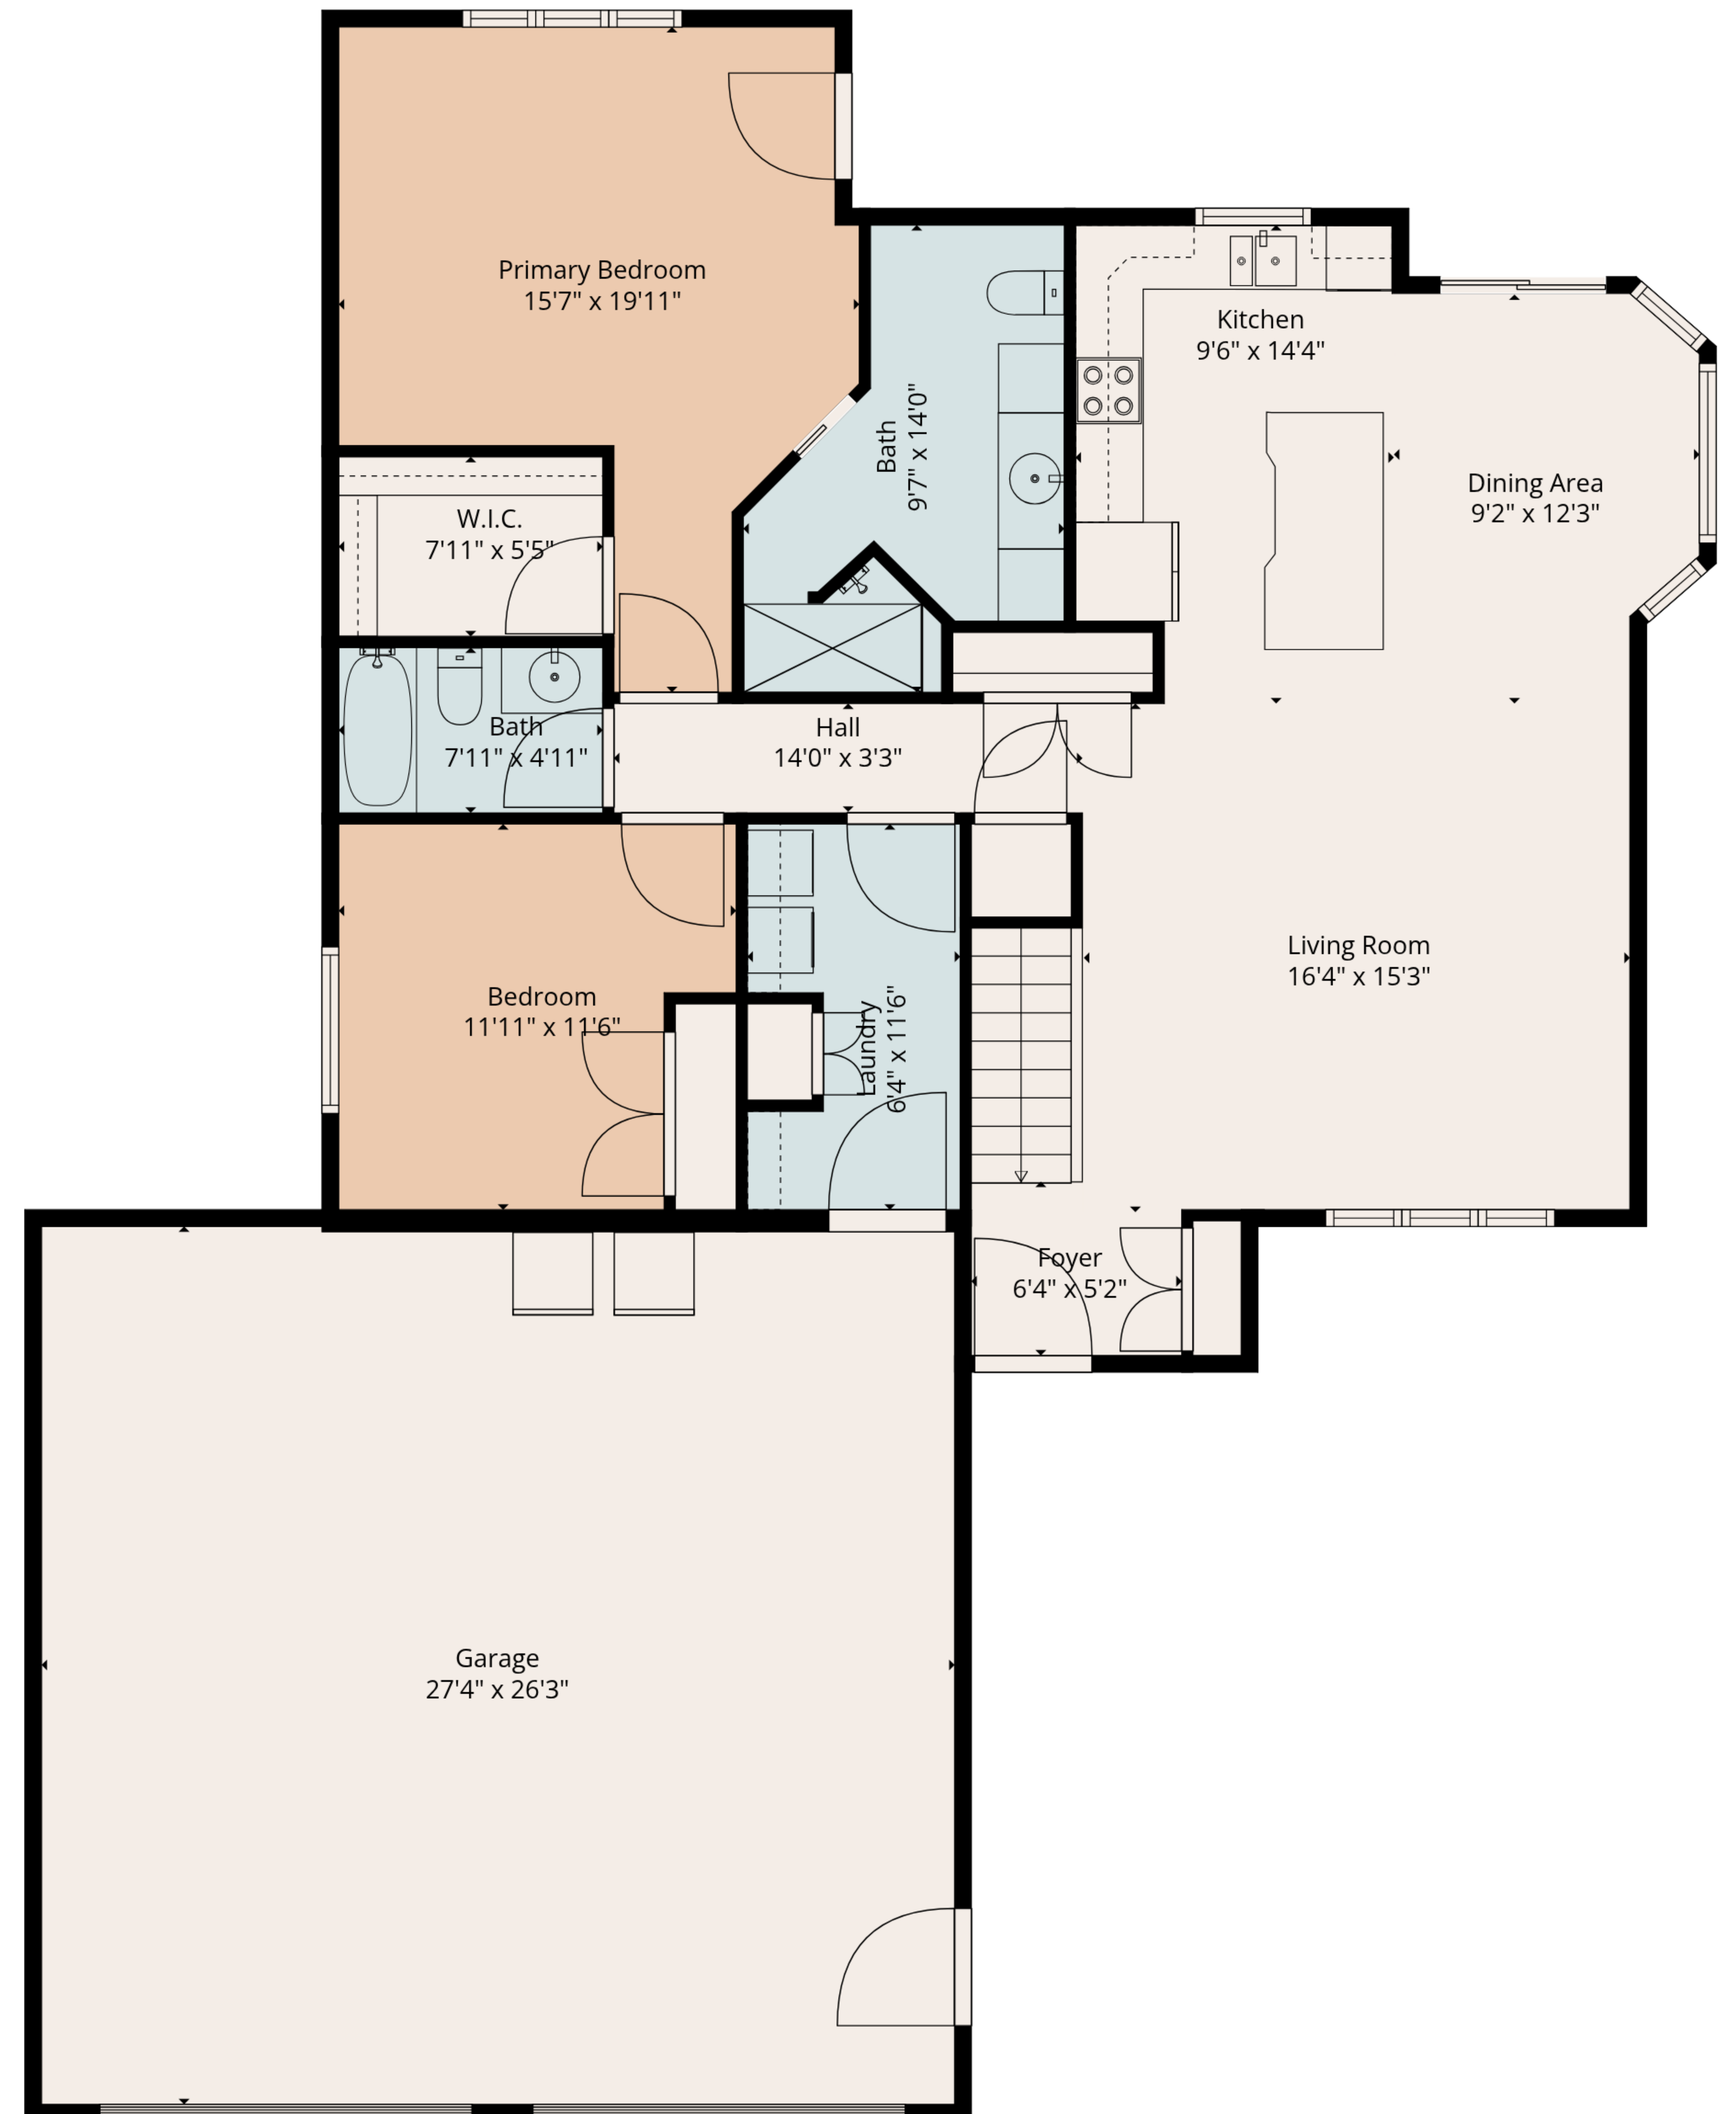 Primary Bedroom
15'7" x 19'11"
Kitchen
9'6" x 14'4"
Bath
9'7" x 14'0"
Dining Area
9'2" x 12'3"
W.I.C.
7'11" x 5'5"
Bath
7'11" x 4'11"
Hall
14'0" x 3'3"
Living Room
16'4" x 15'3"
Bedroom
11'11" x 11'6"
Laundry
6'4" x 11'6"
Foyer
6'4" x 5'2"
Garage
27'4" x 26'3"